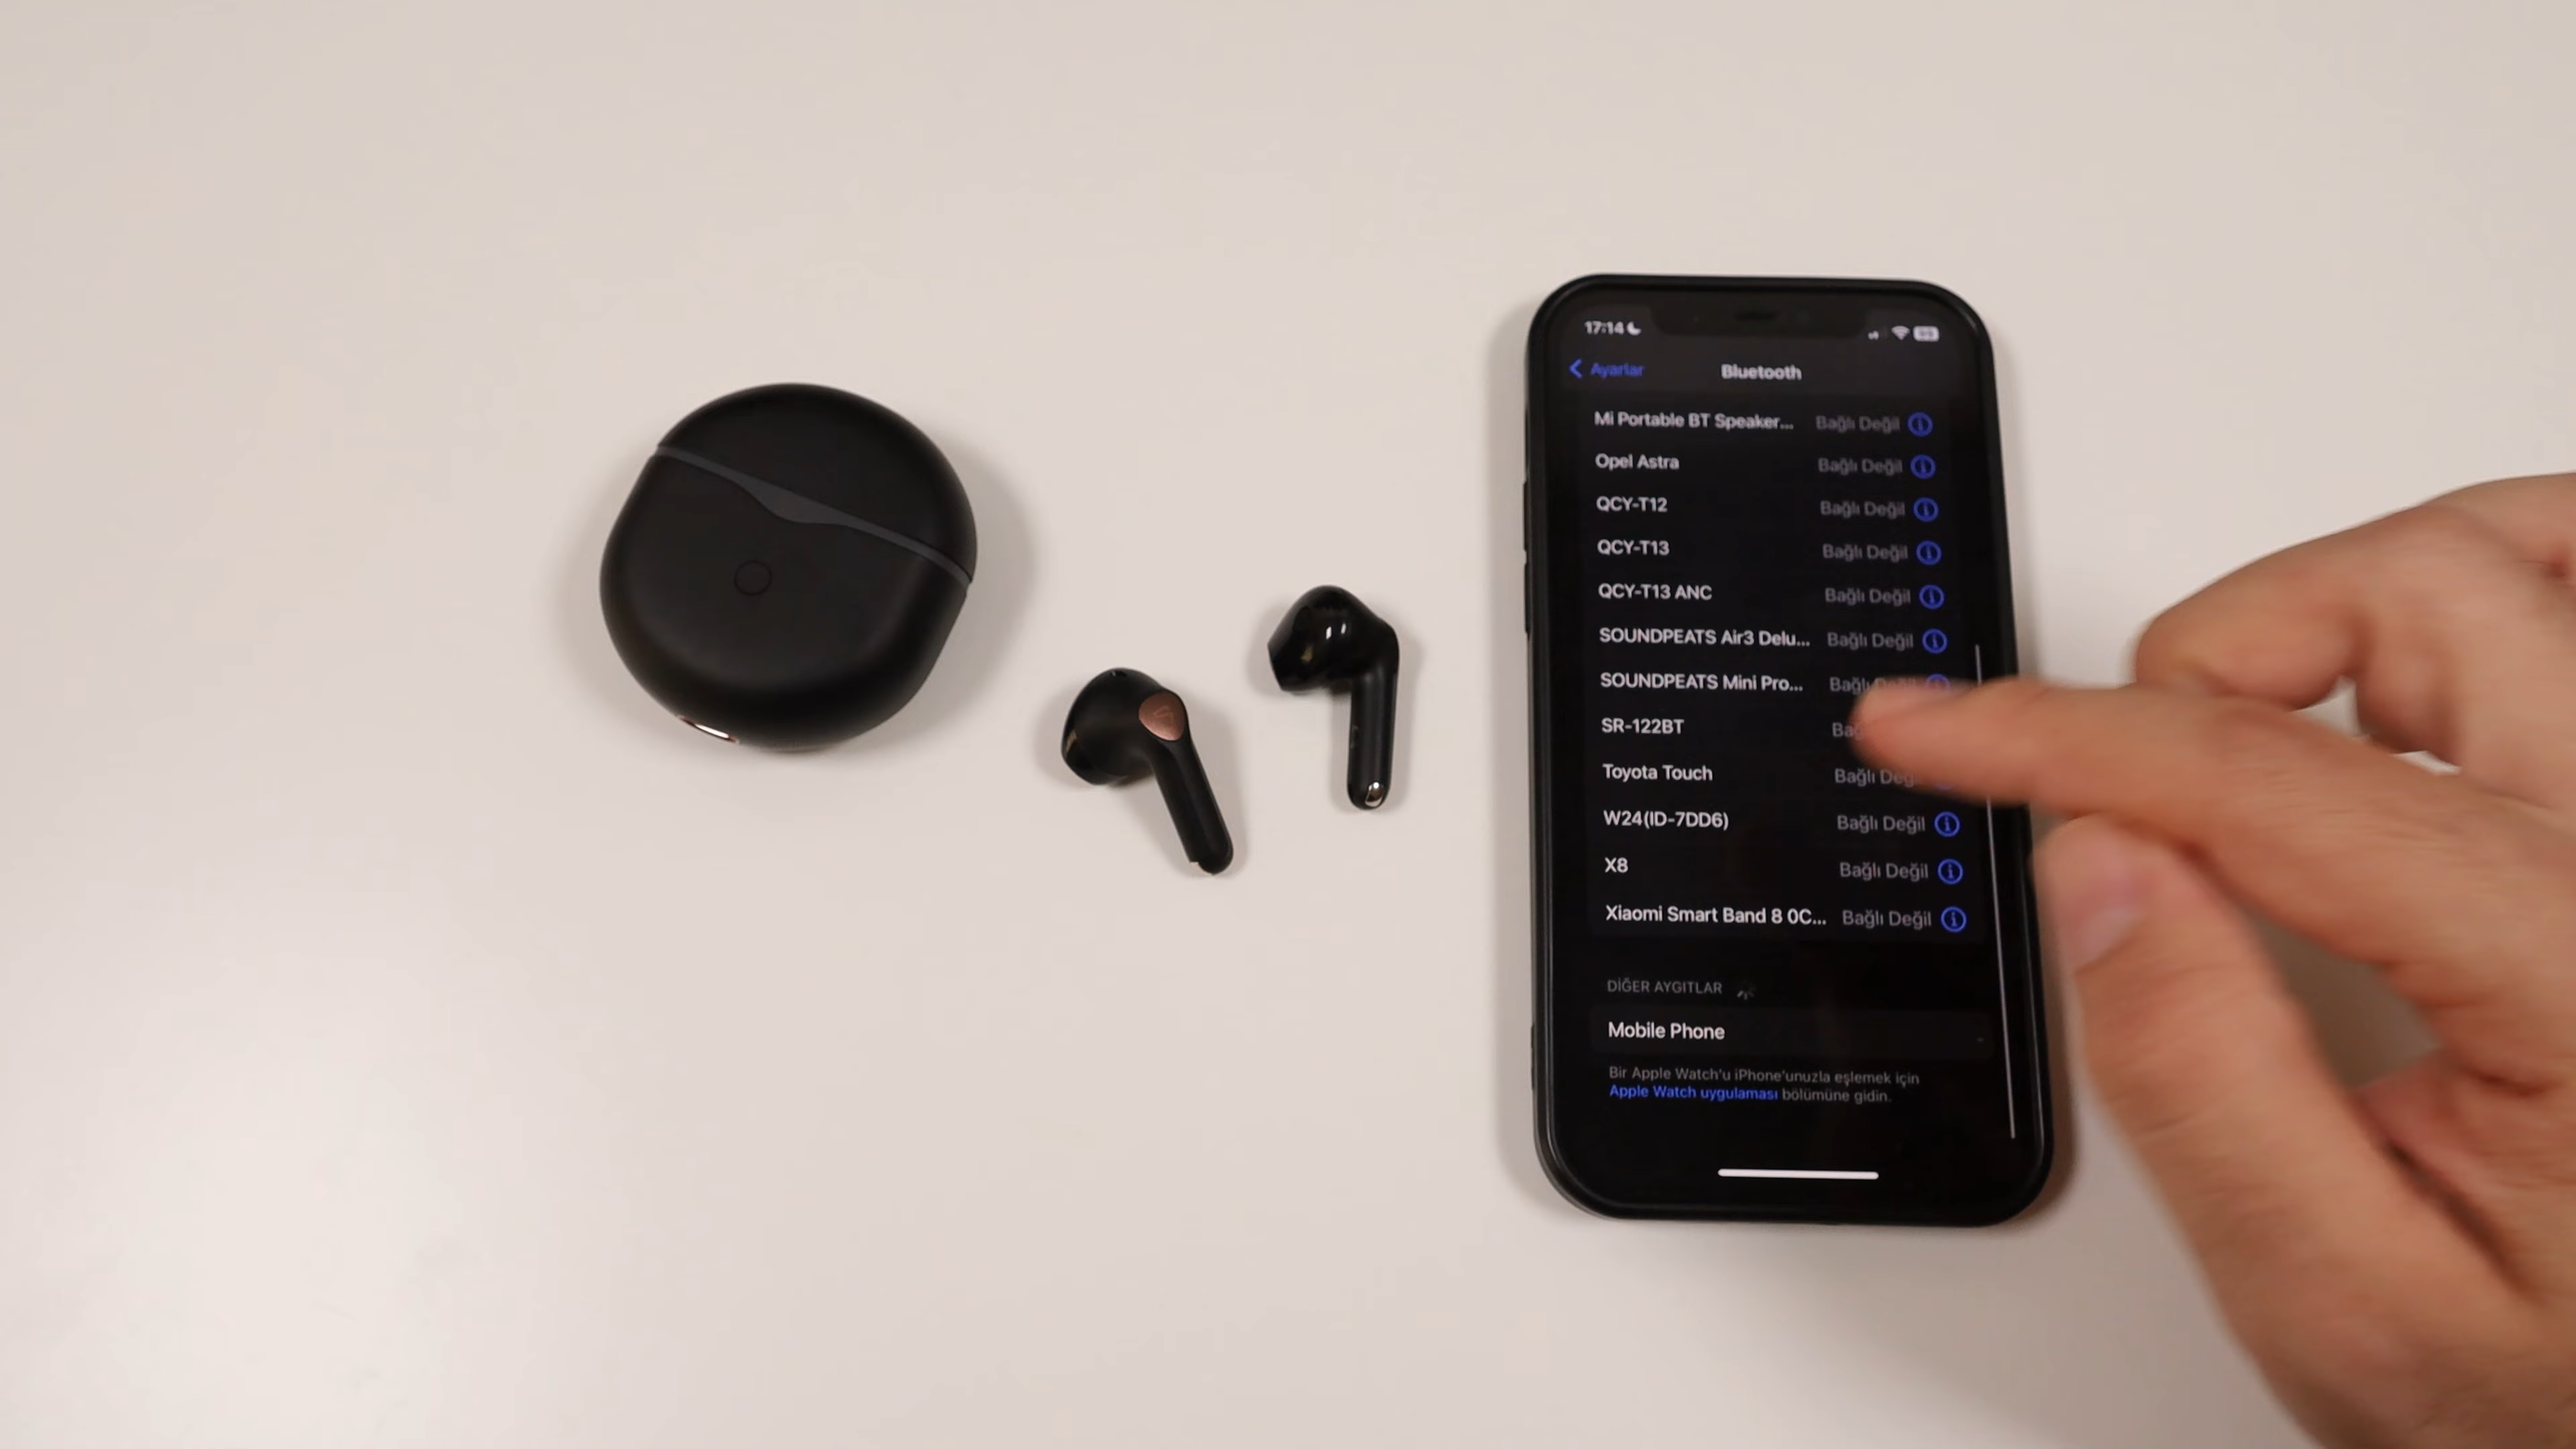 17:14
Ayarlar Bluetooth
Mi Portable BT Speaker... Bağlı Değil
Opel Astra Bağlı Değil
QCY-T12 Bağlı Değil
QCY-T13 Bağlı Değil
QCY-T13 ANC Bağlı Değil
SOUNDPEATS Air3 Delu... Bağlı Değil
SOUNDPEATS Mini Pro... Bağlı Değil
SR-122BT
Toyota Touch Bağlı
W24(ID-7DD6) Bağlı Değil
X8 Bağlı Değil
Xiaomi Smart Band 8 0C... Bağlı Değil
DİĞER AYGITLAR
Mobile Phone
Bir Apple Watch'u iPhone'unuzla eşlemek için
Apple Watch uygulaması bölümüne gidin.